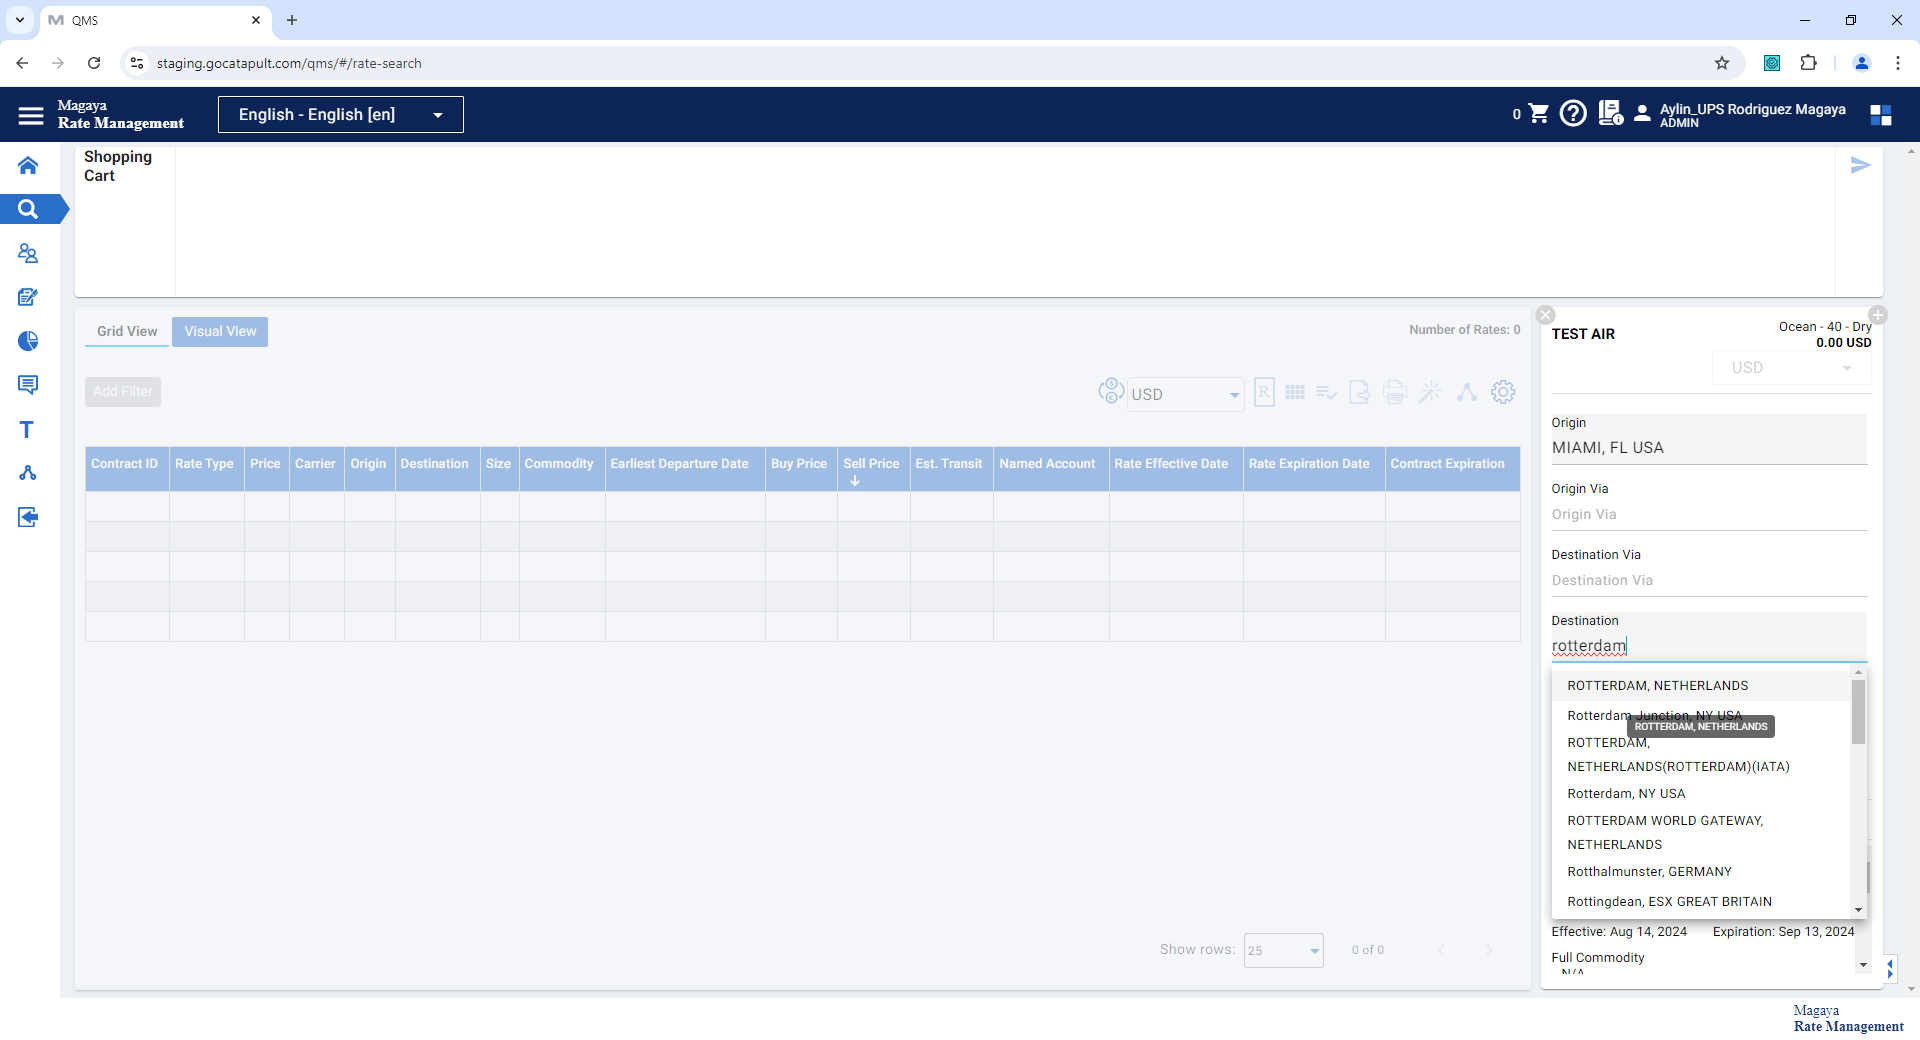 QMS
staging.gocatapult.com/qms/#/rate-search
Magaya
Rate Management
English - English [en]
0
Aylin_UPS Rodriguez Magaya
ADMIN
Shopping
Cart
Grid View
Visual View
Number of Rates: 0
Add Filter
USD
R
Contract ID
Rate Type
Price
Carrier
Origin
Destination
Size
Commodity
Earliest Departure Date
Buy Price
Sell Price
Est. Transit
Named Account
Rate Effective Date
Rate Expiration Date
Contract Expiration
Show rows:
25
0 of 0
TEST AIR
Ocean - 40 - Dry
0.00 USD
USD
Origin
MIAMI, FL USA
Origin Via
Origin Via
Destination Via
Destination Via
Destination
rotterdam
ROTTERDAM, NETHERLANDS
Rotterdam Junction, NY USA
ROTTERDAM, NETHERLANDS
ROTTERDAM,
NETHERLANDS(ROTTERDAM)(IATA)
Rotterdam, NY USA
ROTTERDAM WORLD GATEWAY,
NETHERLANDS
Rotthalmunster, GERMANY
Rottingdean, ESX GREAT BRITAIN
Effective: Aug 14, 2024
Expiration: Sep 13, 2024
Full Commodity
N/A
Magaya
Rate Management